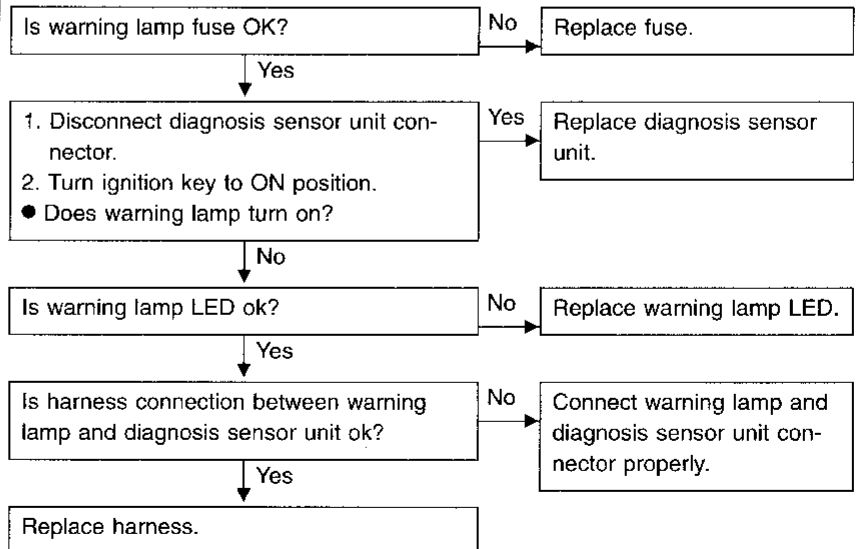 Is warning lamp fuse OK?
No
Replace fuse.
Yes
1. Disconnect diagnosis sensor unit con-
nector.
2. Turn ignition key to ON position.
● Does warning lamp turn on?
Yes
Replace diagnosis sensor
unit.
No
Is warning lamp LED ok?
No
Replace warning lamp LED.
Yes
Is harness connection between warning
lamp and diagnosis sensor unit ok?
No
Connect warning lamp and
diagnosis sensor unit con-
nector properly.
Yes
Replace harness.